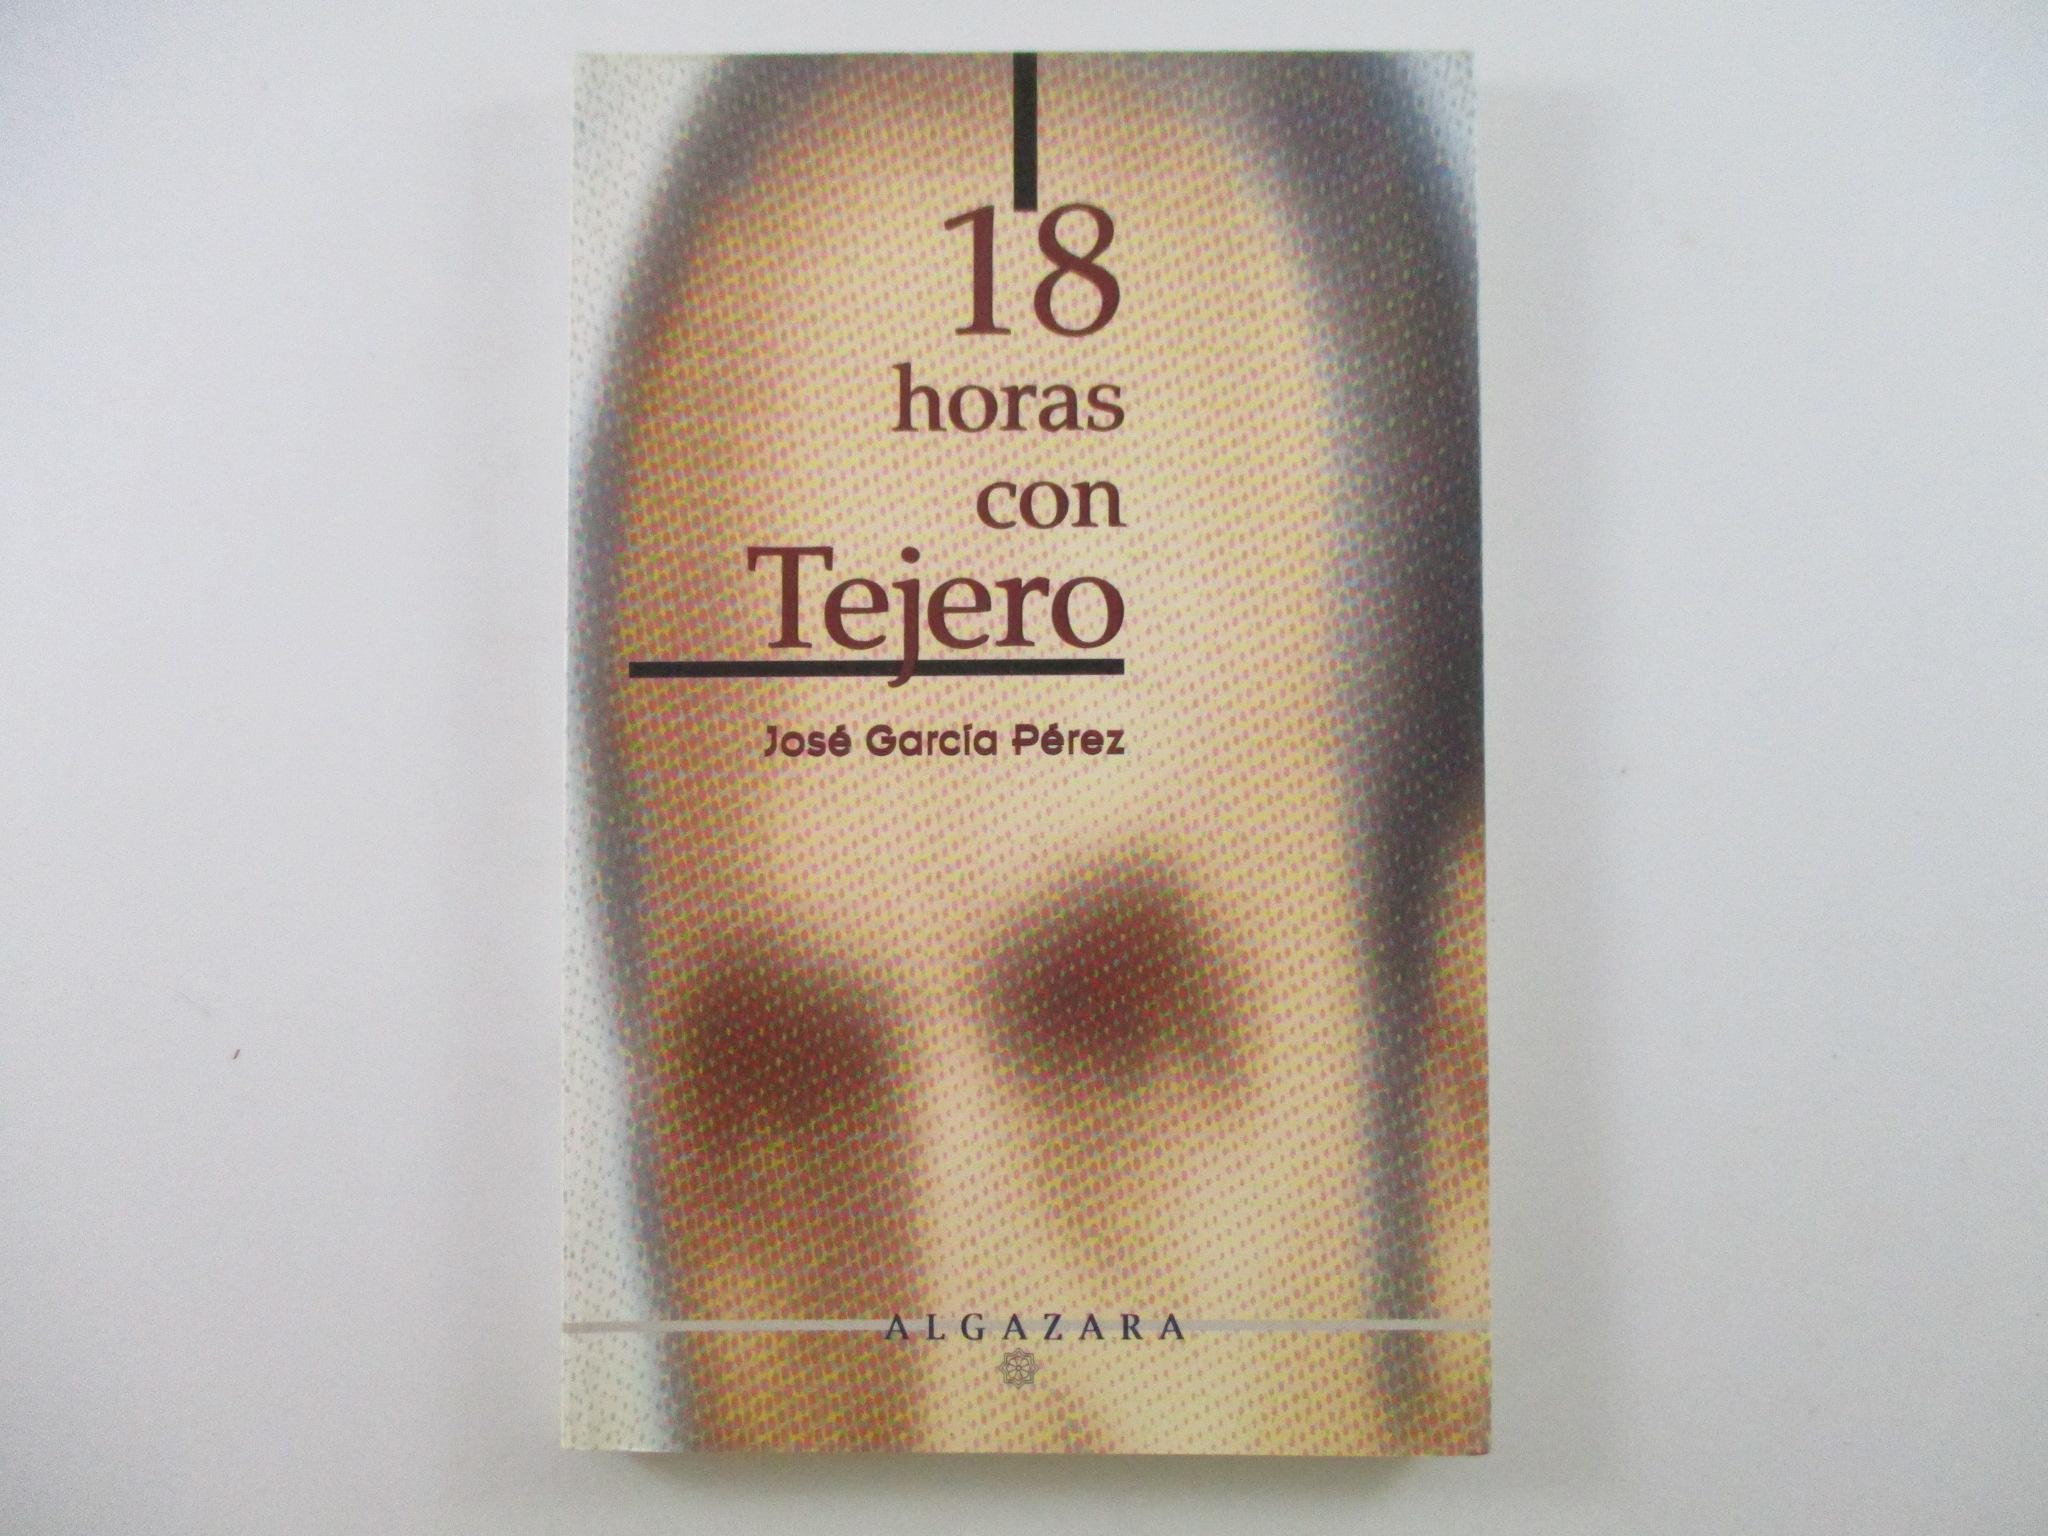 18
horas
con
Tejero
José García Pérez
ALGAZARA